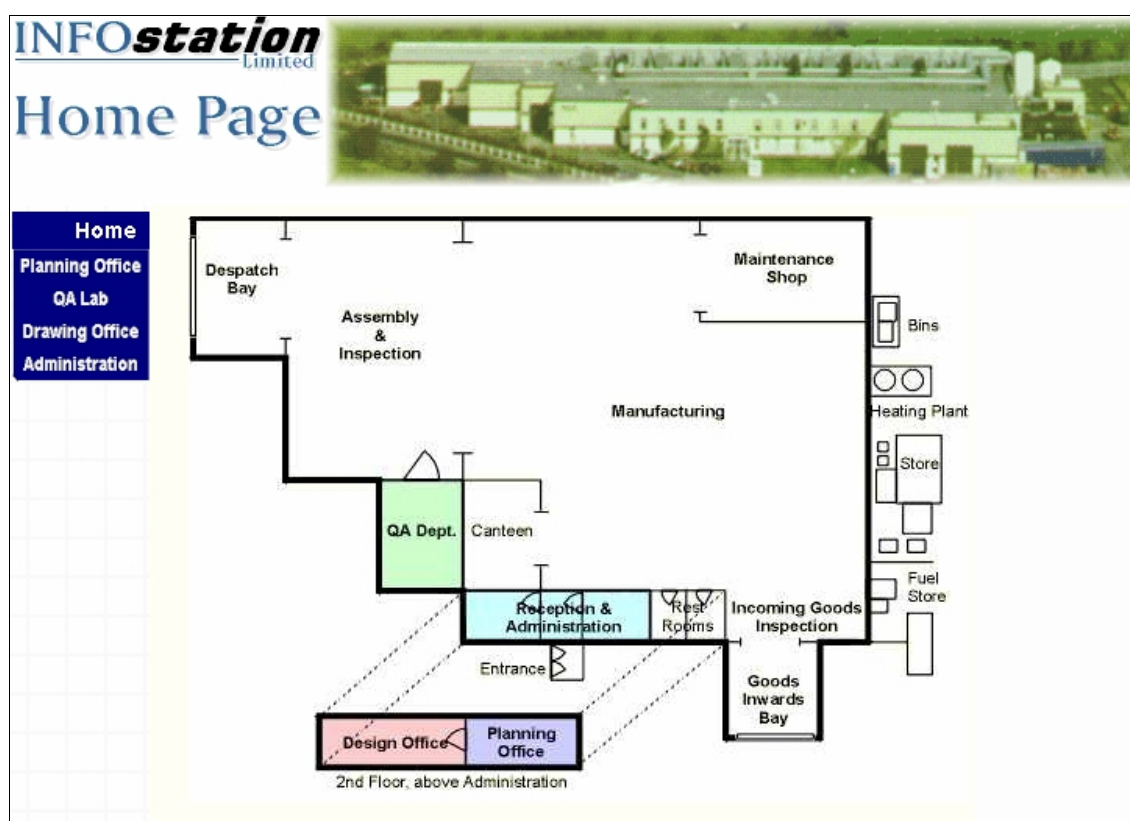 INFOstation
Limited
Home Page
Home
Planning Office
QA Lab
Drawing Office
Administration
Despatch
Bay
Assembly
&
Inspection
Maintenance
Shop
Bins
Manufacturing
Heating Plant
Store
QA Dept.
Canteen
Fuel
Store
Reception &
Administration
Rest
Rooms
Incoming Goods
Inspection
Entrance
Goods
Inwards
Bay
Design Office
Planning
Office
2nd Floor, above Administration